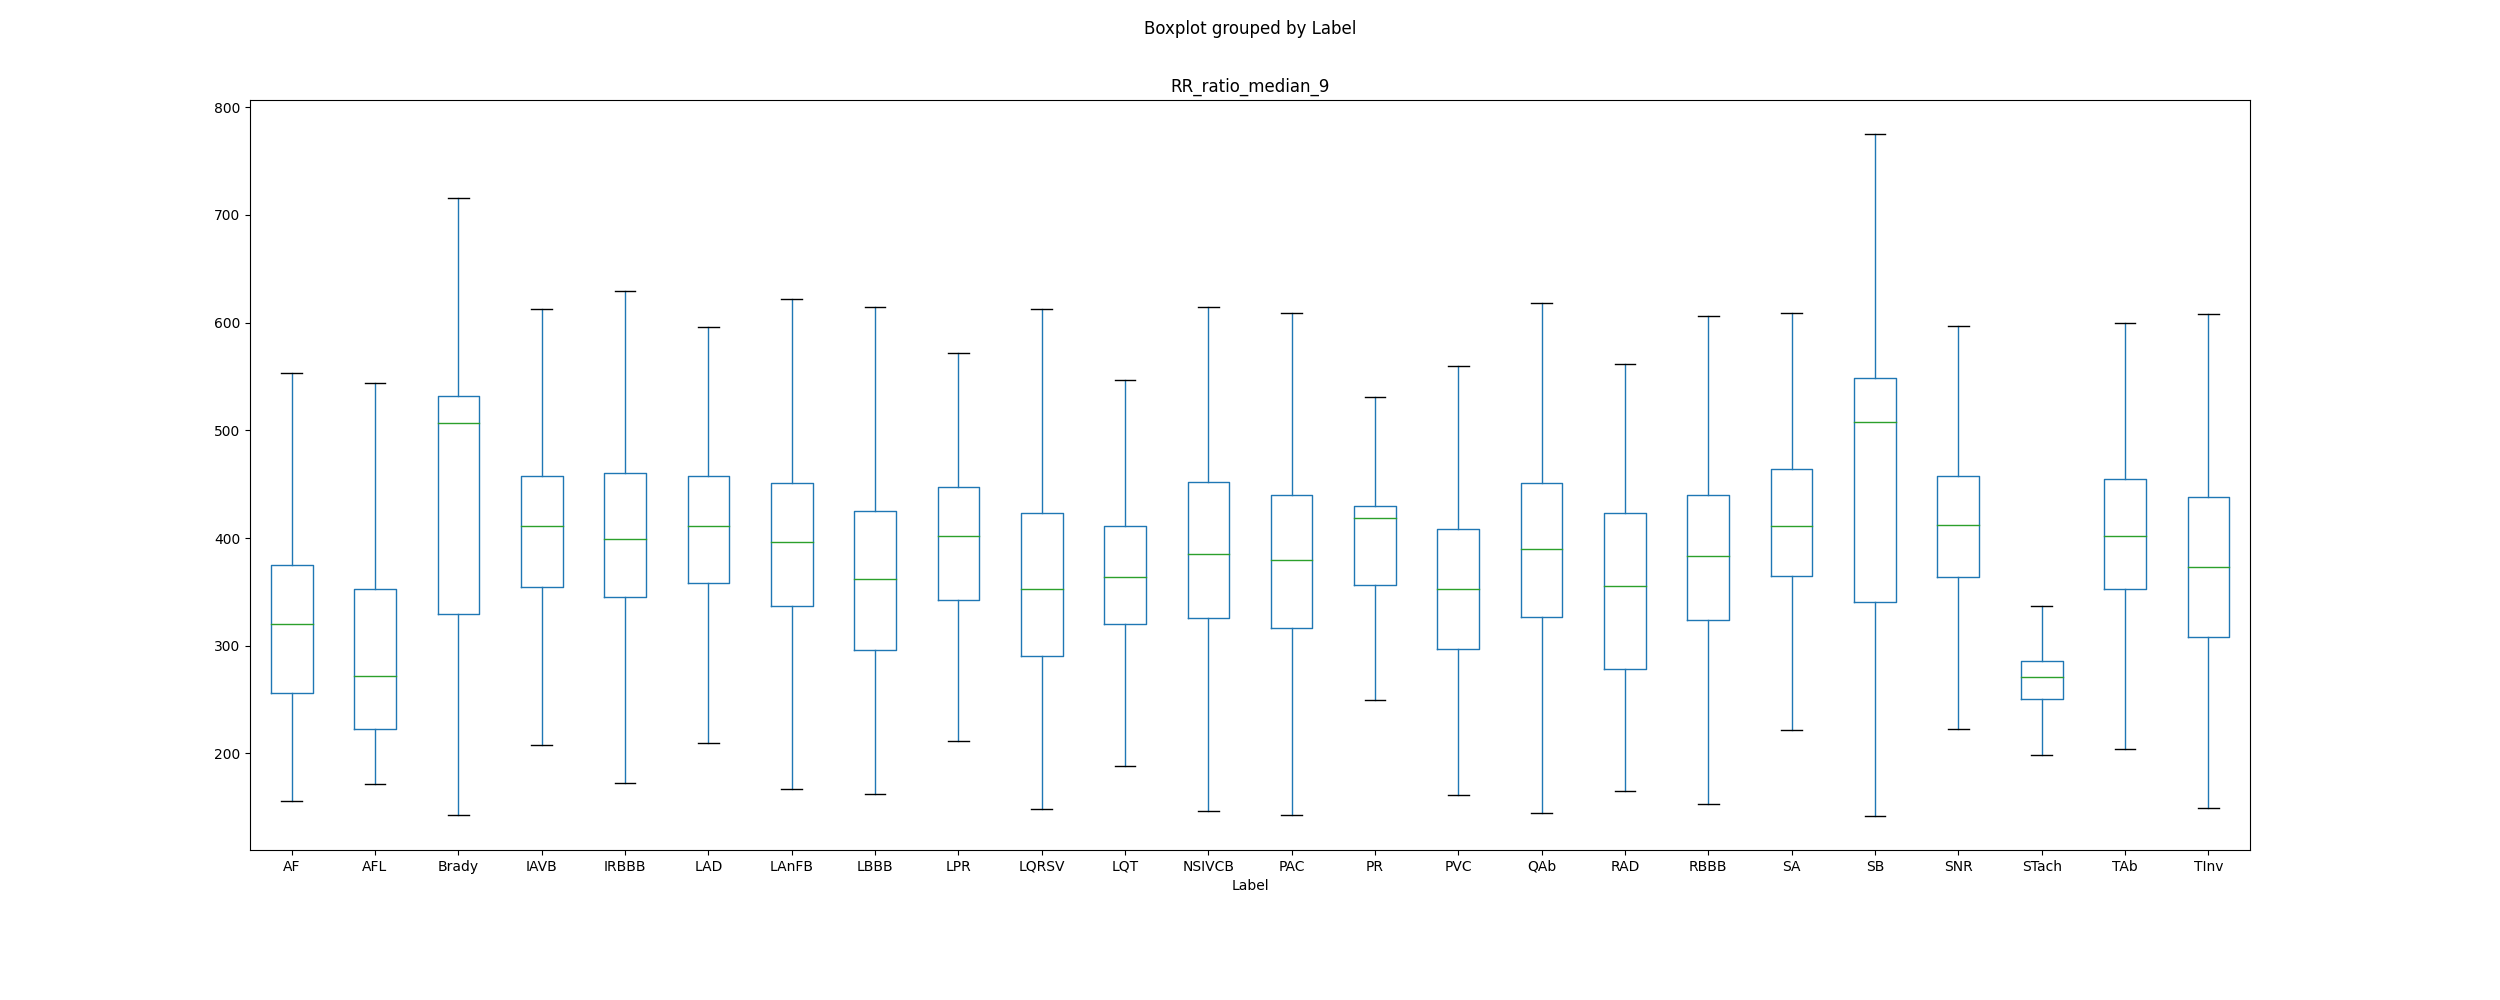 Boxplot grouped by Label
RR_ratio_median_9
800
700
600
500
400
300
200
AF AFL Brady IAVB IRBBB LAD LAnFB LBBB LPR LQRSV LQT NSIVCB PAC PR PVC QAb RAD RBBB SA SB SNR STach TAb TInv
Label